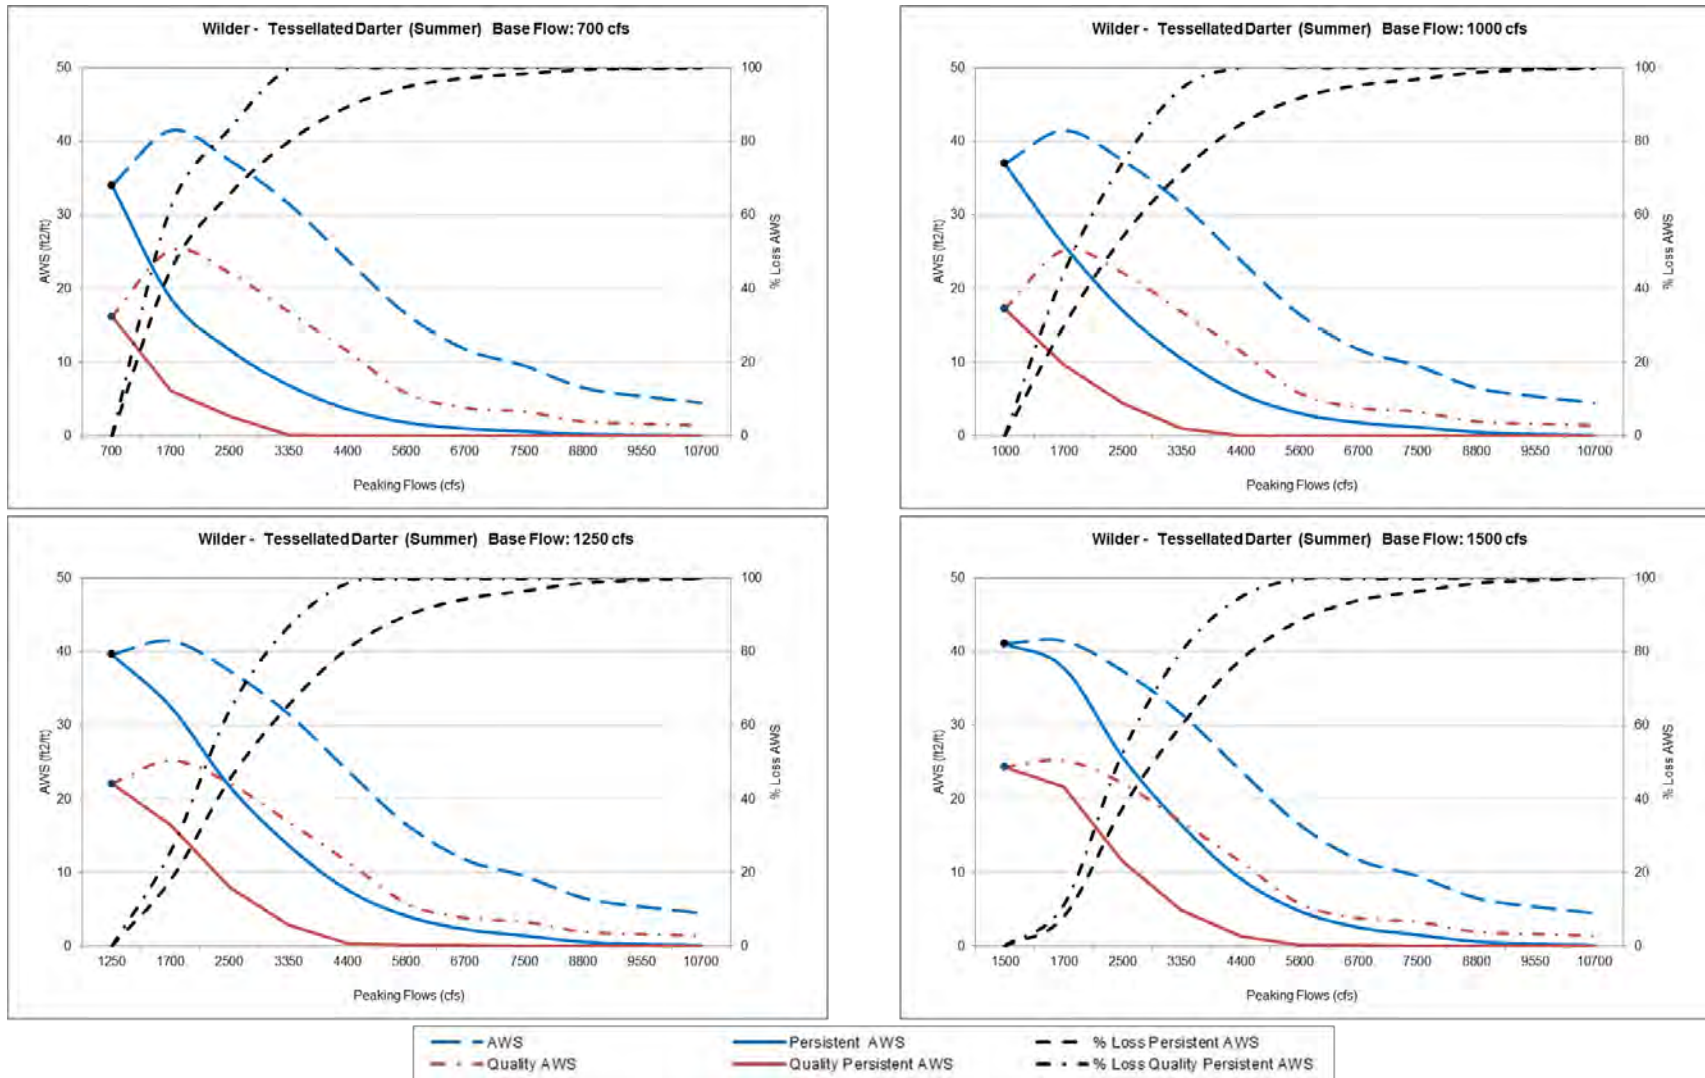 Wilder - Tessellated Darter (Summer) Base Flow: 700 cfs
50
40
30
20
10
0
AWS (ft2/ft)
100
80
60
40
20
0
% Loss AWS
700 1700 2500 3350 4400 5600 6700 7500 8800 9550 10700
Peaking Flows (cfs)
Wilder - Tessellated Darter (Summer) Base Flow: 1000 cfs
50
40
30
20
10
0
AWS (ft2/ft)
100
80
60
40
20
0
% Loss AWS
1000 1700 2500 3350 4400 5600 6700 7500 8800 9550 10700
Peaking Flows (cfs)
Wilder - Tessellated Darter (Summer) Base Flow: 1250 cfs
50
40
30
20
10
0
AWS (ft2/ft)
100
80
60
40
20
0
% Loss AWS
1250 1700 2500 3350 4400 5600 6700 7500 8800 9550 10700
Peaking Flows (cfs)
Wilder - Tessellated Darter (Summer) Base Flow: 1500 cfs
50
40
30
20
10
0
AWS (ft2/ft)
100
80
60
40
20
0
% Loss AWS
1500 1700 2500 3350 4400 5600 6700 7500 8800 9550 10700
Peaking Flows (cfs)
AWS Persistent AWS % Loss Persistent AWS
Quality AWS Quality Persistent AWS % Loss Quality Persistent AWS